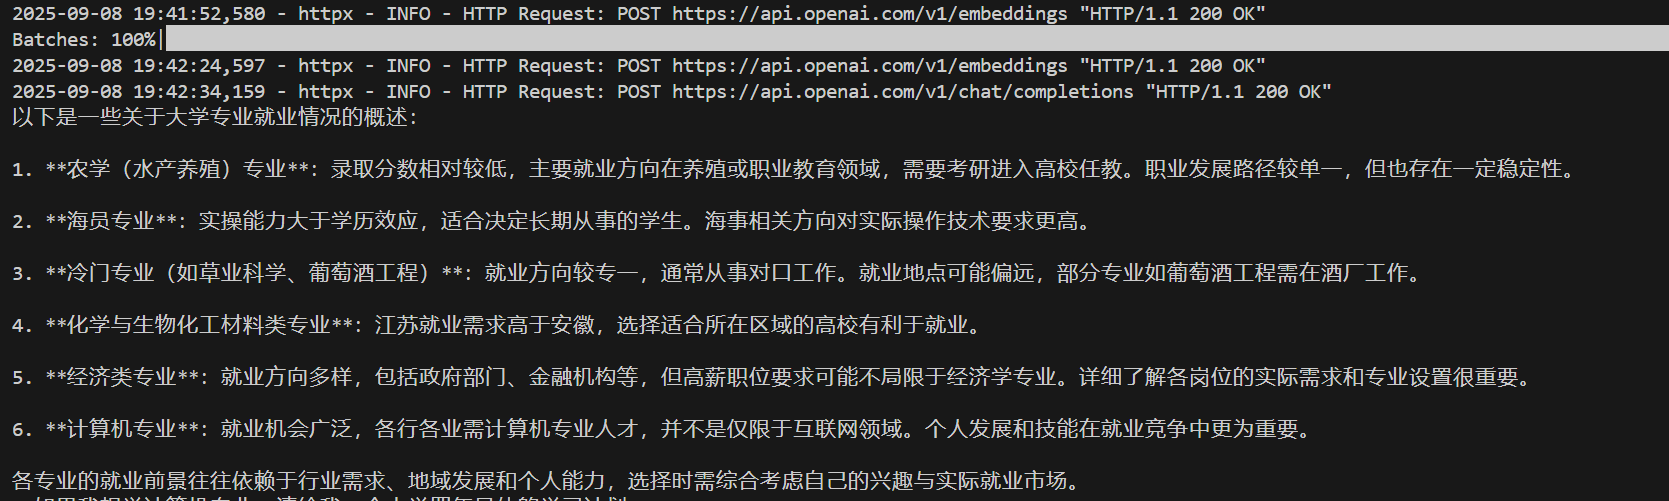 2025-09-08 19:41:52,580 - httpx - INFO - HTTP Request: POST https://api.openai.com/v1/embeddings "HTTP/1.1 200 OK"
Batches: 100%|
2025-09-08 19:42:24,597 - httpx - INFO - HTTP Request: POST https://api.openai.com/v1/embeddings "HTTP/1.1 200 OK"
2025-09-08 19:42:34,159 - httpx - INFO - HTTP Request: POST https://api.openai.com/v1/chat/completions "HTTP/1.1 200 OK"
以下是一些关于大学专业就业情况的概述：
1. **农学（水产养殖）专业**：录取分数相对较低，主要就业方向在养殖或职业教育领域，需要考研进入高校任教。职业发展路径较单一，但也存在一定稳定性。
2. **海员专业**：实操能力大于学历效应，适合决定长期从事的学生。海事相关方向对实际操作技术要求更高。
3. **冷门专业（如草业科学、葡萄酒工程）**：就业方向较专一，通常从事对口工作。就业地点可能偏远，部分专业如葡萄酒工程需在酒厂工作。
4. **化学与生物化工材料类专业**：江苏就业需求高于安徽，选择适合所在区域的高校有利于就业。
5. **经济类专业**：就业方向多样，包括政府部门、金融机构等，但高薪职位要求可能不局限于经济学专业。详细了解各岗位的实际需求和专业设置很重要。
6. **计算机专业**：就业机会广泛，各行各业需计算机专业人才，并不是仅限于互联网领域。个人发展和技能在就业竞争中更为重要。
各专业的就业前景往往依赖于行业需求、地域发展和个人能力，选择时需综合考虑自己的兴趣与实际就业市场。